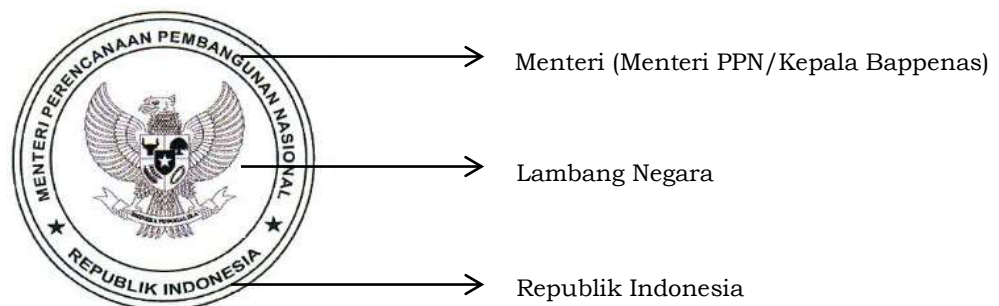 MENTERI PERENCANAAN PEMBANGUNAN NASIONAL
REPUBLIK INDONESIA
Menteri (Menteri PPN/Kepala Bappenas)
Lambang Negara
Republik Indonesia